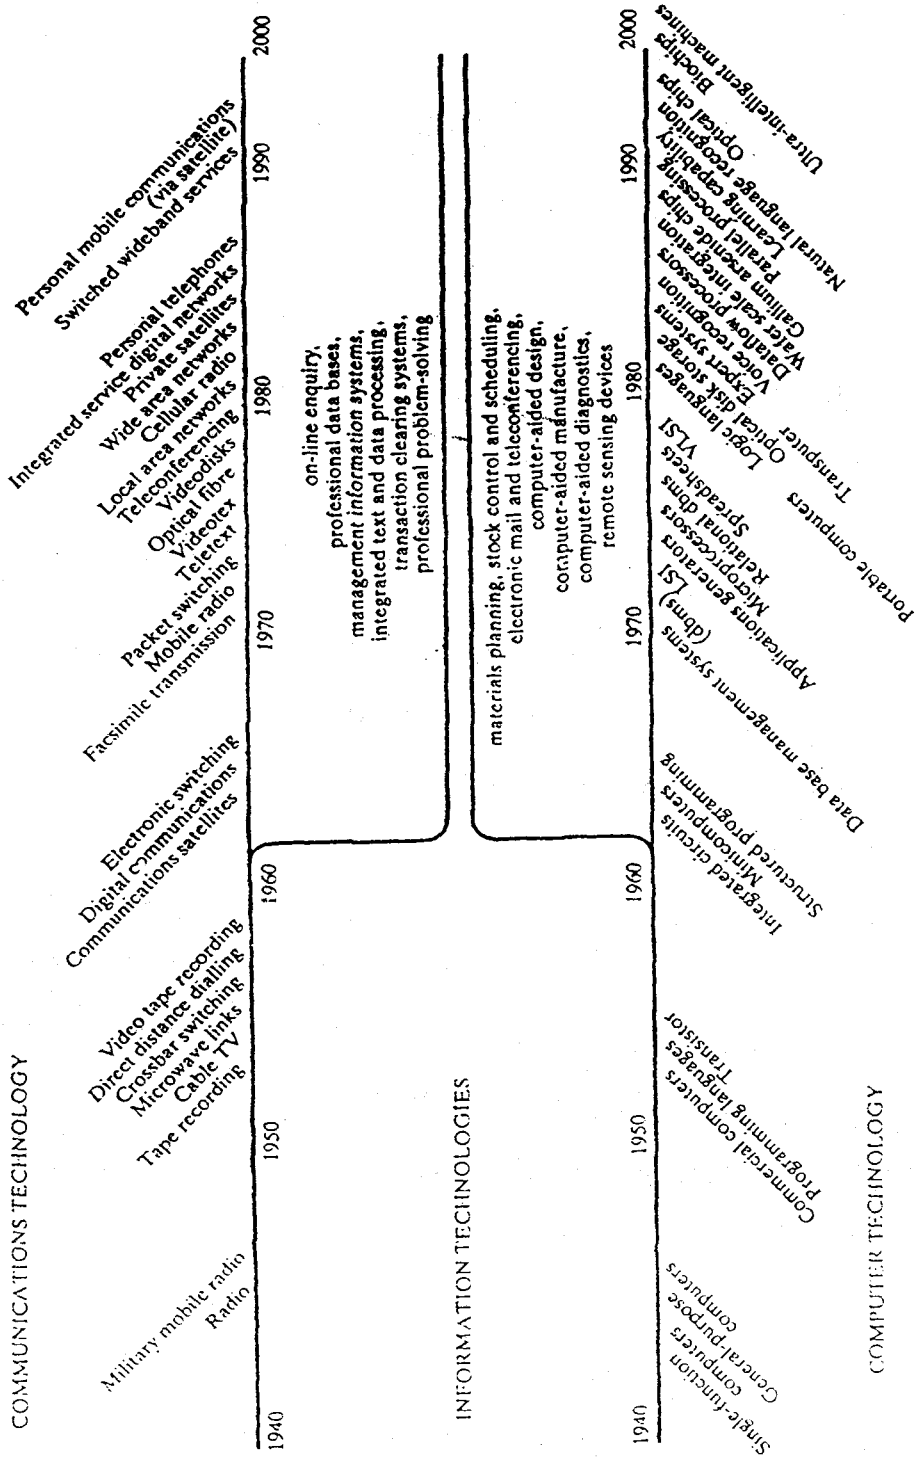 COMMUNICATIONS TECHNOLOGY
Military mobile radio
Radio
Tape recording
Cable TV
Microwave links
Crossbar switching
Direct distance dialling
Video tape recording
Communications satellites
Digital communications
Electronic switching
Facsimile transmission
Mobile radio
Packet switching
Teletext
Videotex
Optical fibre
Videodisks
Teleconferencing
Local area networks
Cellular radio
Wide area networks
Private satellites
Integrated service digital networks
Personal telephones
Switched wideband services
Personal mobile communications
(via satellite)
1940
1950
1960
1970
1980
1990
2000
INFORMATION TECHNOLOGIES
on-line enquiry,
professional data bases,
management information systems,
integrated text and data processing,
transaction clearing systems,
professional problem-solving
materials planning, stock control and scheduling,
electronic mail and teleconferencing,
computer-aided design,
computer-aided manufacture,
computer-aided diagnostics,
remote sensing devices
1940
1950
1960
1970
1980
1990
2000
Single-function
computers
General-purpose
computers
Commercial computers
Programming languages
Transistor
Integrated circuits
Minicomputers
Structured programming
Data base management systems
(dbms)
LSI
Applications generators
Microprocessors
Relational dbms
Spreadsheets
VLSI
Portable computers
Logic languages
Transputer
Optical disk storage
Expert systems
Voice recognition
Dataflow processors
Wafer scale integration
Gallium arsenide chips
Parallel processing
Learning capability
Natural language recognition
Optical chips
Biochips
Ultra-intelligent machines
COMPUTER TECHNOLOGY